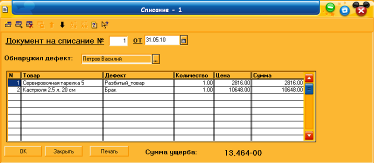 Списание - 1
Документ на списание № 1 от 31.05.10
Обнаружил дефект: Петров Василий
N Товар Дефект Количество Цена Сумма
1 Сервировочная тарелка 5 Разбитый_товар 1.00 2816.00 2816.00
2 Кастрюля 2,5 л. 20 см Брак 1.00 10648.00 10648.00
ОК Закрыть Печать Сумма ущерба: 13,464-00